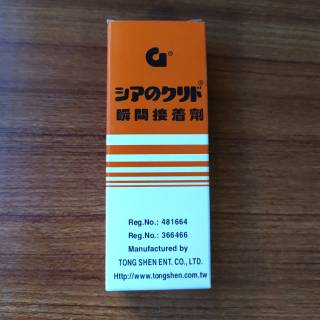 G®
シアのクリド®
瞬間接着劑
Reg.No.: 481664
Reg.No.: 366466
Manufactured by
TONG SHEN ENT. CO., LTD.
Http://www.tongshen.com.tw